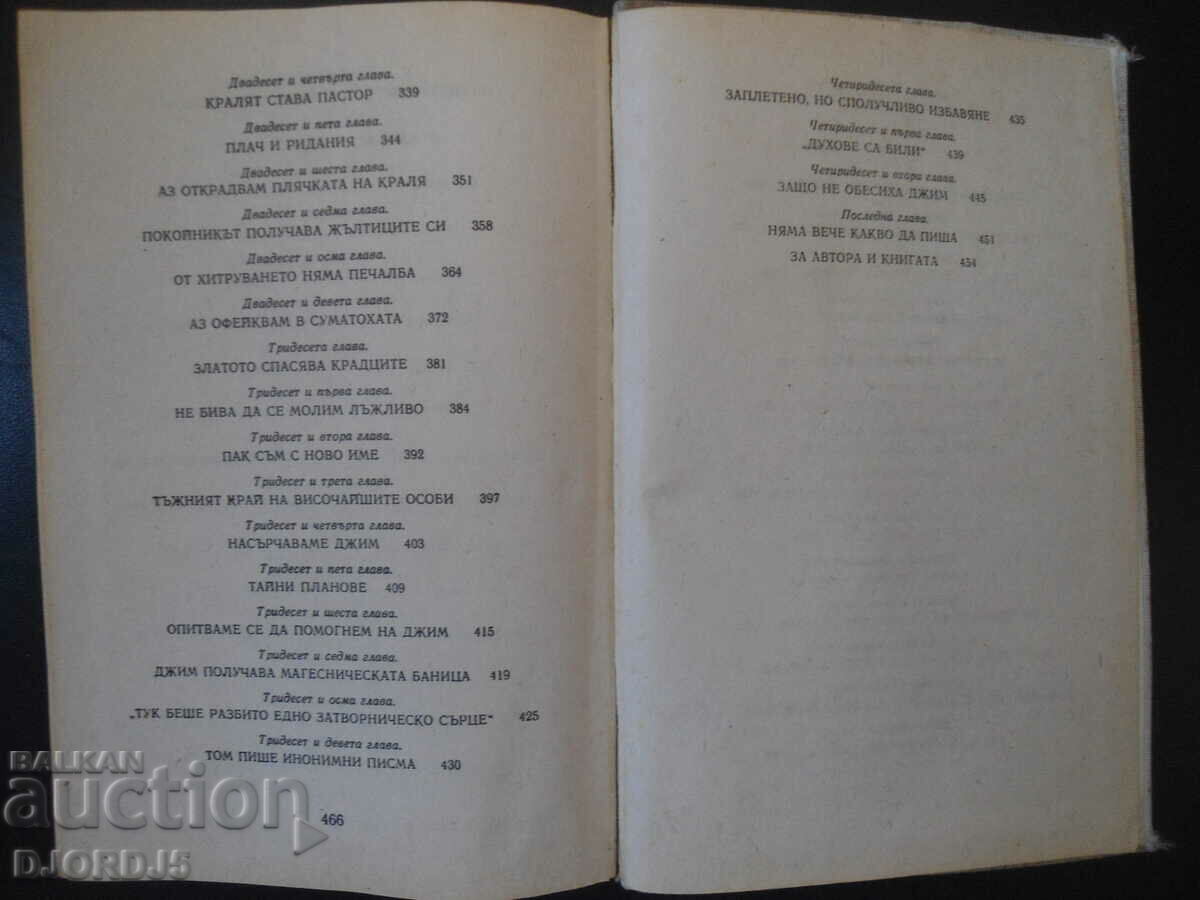 Двадесет и четвърта глава.
КРАЛЯТ СТАВА ПАСТОР 339
Двадесет и пета глава.
ПЛАЧ И РИДАНИЯ 344
Двадесет и шеста глава.
АЗ ОТКРАДВАМ ПЛЯЧКАТА НА КРАЛЯ 351
Двадесет и седма глава.
ПОКОЙНИКЪТ ПОЛУЧАВА ЖЪЛТИЦИТЕ СИ 358
Двадесет и осма глава.
ОТ ХИТРУВАНЕТО НЯМА ПЕЧАЛБА 364
Двадесет и девета глава.
АЗ ОФЕЙКВАМ В СУМАТОХАТА 372
Тридесета глава.
ЗЛАТОТО СПАСЯВА КРАДЦИТЕ 381
Тридесет и първа глава.
НЕ БИВА ДА СЕ МОЛИМ ЛЪЖЛИВО 384
Тридесет и втора глава.
ПАК СЪМ С НОВО ИМЕ 392
Тридесет и трета глава.
ТЪЖНИЯТ КРАЙ НА ВИСОЧАЙШИТЕ ОСОБИ 397
Тридесет и четвърта глава.
НАСЪРЧАВАМЕ ДЖИМ 403
Тридесет и пета глава.
ТАЙНИ ПЛАНОВЕ 409
Тридесет и шеста глава.
ОПИТВАМЕ СЕ ДА ПОМОГНЕМ НА ДЖИМ 415
Тридесет и седма глава.
ДЖИМ ПОЛУЧАВА МАГЕСНИЧЕСКАТА БАНИЦА 419
Тридесет и осма глава.
„ТУК БЕШЕ РАЗБИТО ЕДНО ЗАТВОРНИЧЕСКО СЪРЦЕ“ 425
Тридесет и девета глава.
ТОМ ПИШЕ ИНОНИМНИ ПИСМА 430
466
Четиридесета глава.
ЗАПЛЕТЕНО, НО СПОЛУЧЛИВО ИЗБАВЯНЕ 435
Четиридесет и първа глава.
„ДУХОВЕ СА БИЛИ“ 439
Четиридесет и втора глава.
ЗАЩО НЕ ОБЕСИХА ДЖИМ 445
Последна глава.
НЯМА ВЕЧЕ КАКВО ДА ПИША 451
ЗА АВТОРА И КНИГАТА 454
BALKAN
auction
DJORDJ5